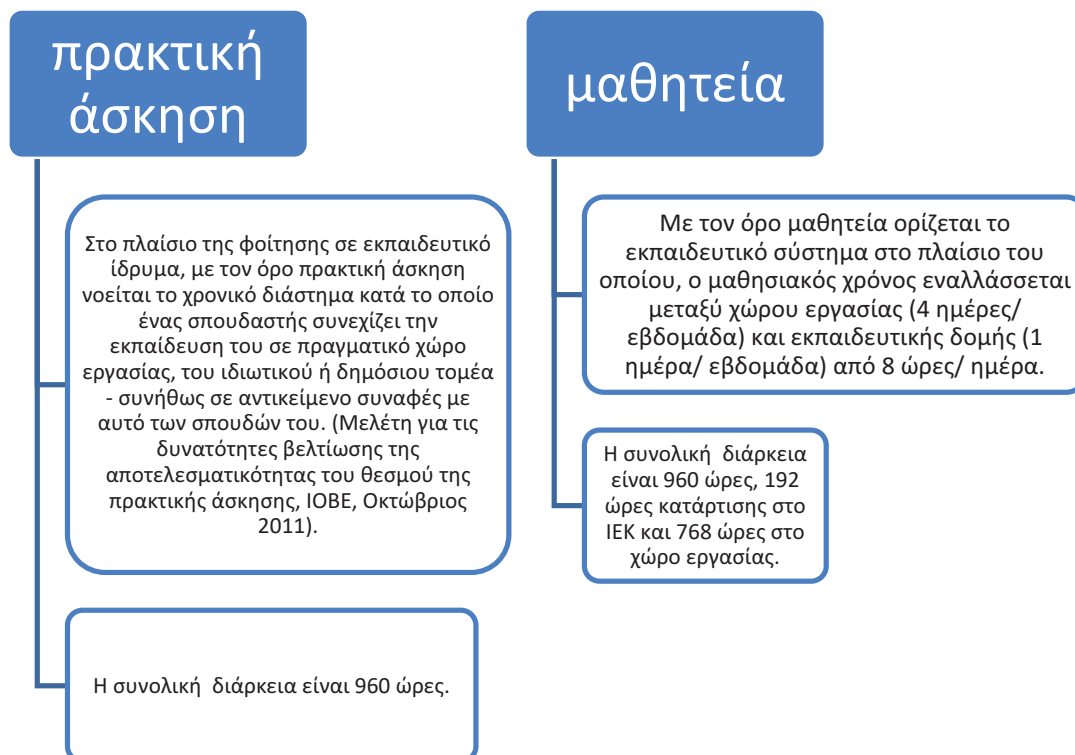 πρακτική
άσκηση
Στο πλαίσιο της φοίτησης σε εκπαιδευτικό
ίδρυμα, με τον όρο πρακτική άσκηση
νοείται το χρονικό διάστημα κατά το οποίο
ένας σπουδαστής συνεχίζει την
εκπαίδευση του σε πραγματικό χώρο
εργασίας, του ιδιωτικού ή δημόσιου τομέα
- συνήθως σε αντικείμενο συναφές με
αυτό των σπουδών του. (Μελέτη για τις
δυνατότητες βελτίωσης της
αποτελεσματικότητας του θεσμού της
πρακτικής άσκησης, ΙΟΒΕ, Οκτώβριος
2011).
Η συνολική διάρκεια είναι 960 ώρες.
μαθητεία
Με τον όρο μαθητεία ορίζεται το
εκπαιδευτικό σύστημα στο πλαίσιο του
οποίου, ο μαθησιακός χρόνος εναλλάσσεται
μεταξύ χώρου εργασίας (4 ημέρες/
εβδομάδα) και εκπαιδευτικής δομής (1
ημέρα/ εβδομάδα) από 8 ώρες/ ημέρα.
Η συνολική διάρκεια
είναι 960 ώρες, 192
ώρες κατάρτισης στο
ΙΕΚ και 768 ώρες στο
χώρο εργασίας.